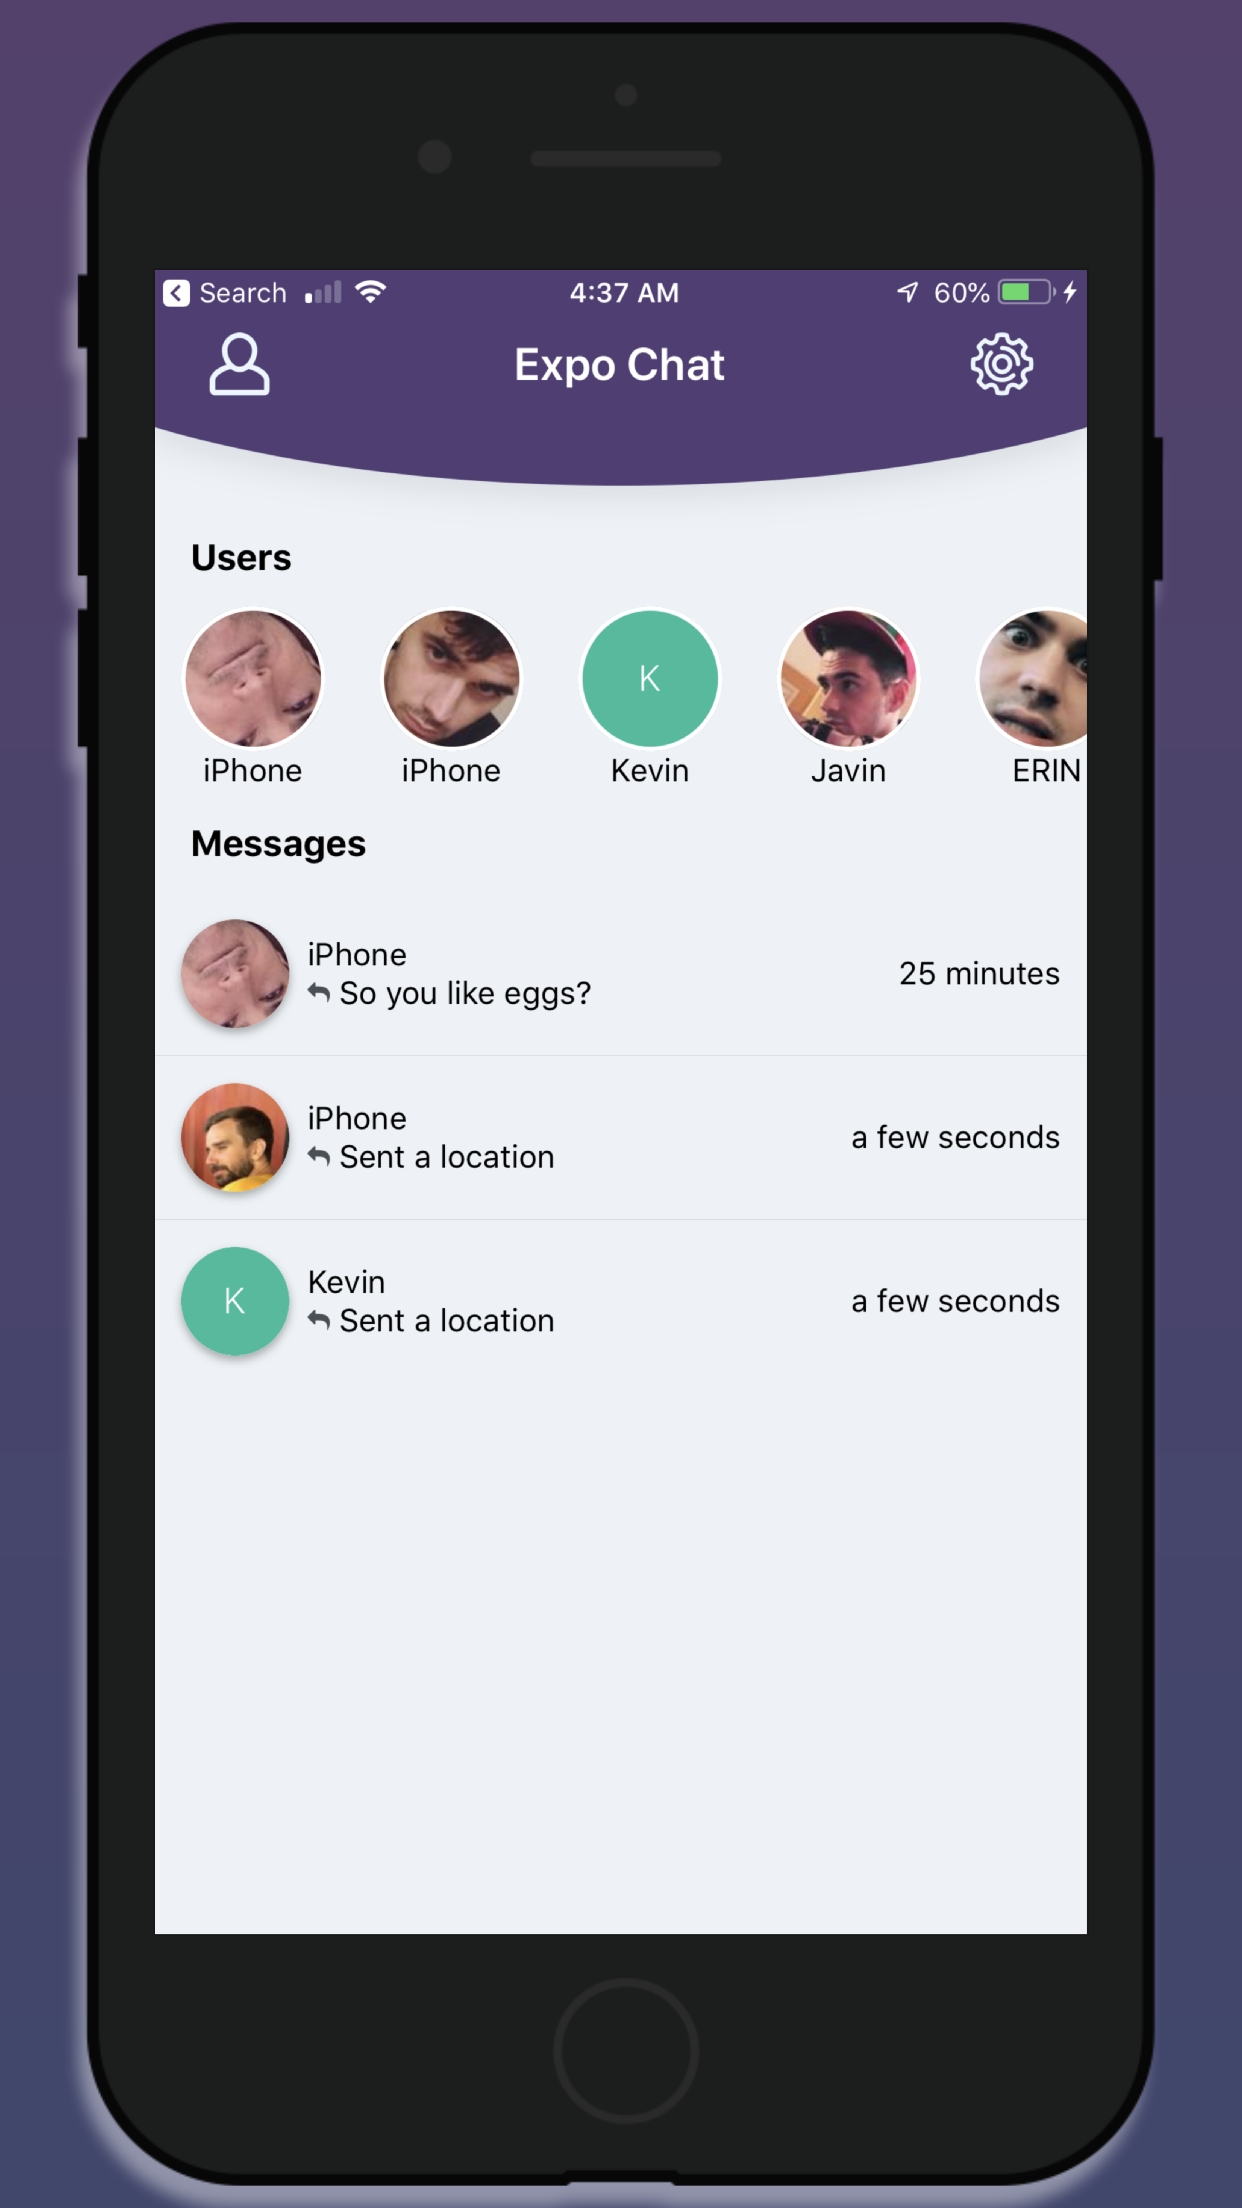 Search
4:37 AM
60%
Expo Chat
Users
K
iPhone
iPhone
Kevin
Javin
ERIN
Messages
iPhone
So you like eggs?
25 minutes
iPhone
Sent a location
a few seconds
K
Kevin
Sent a location
a few seconds